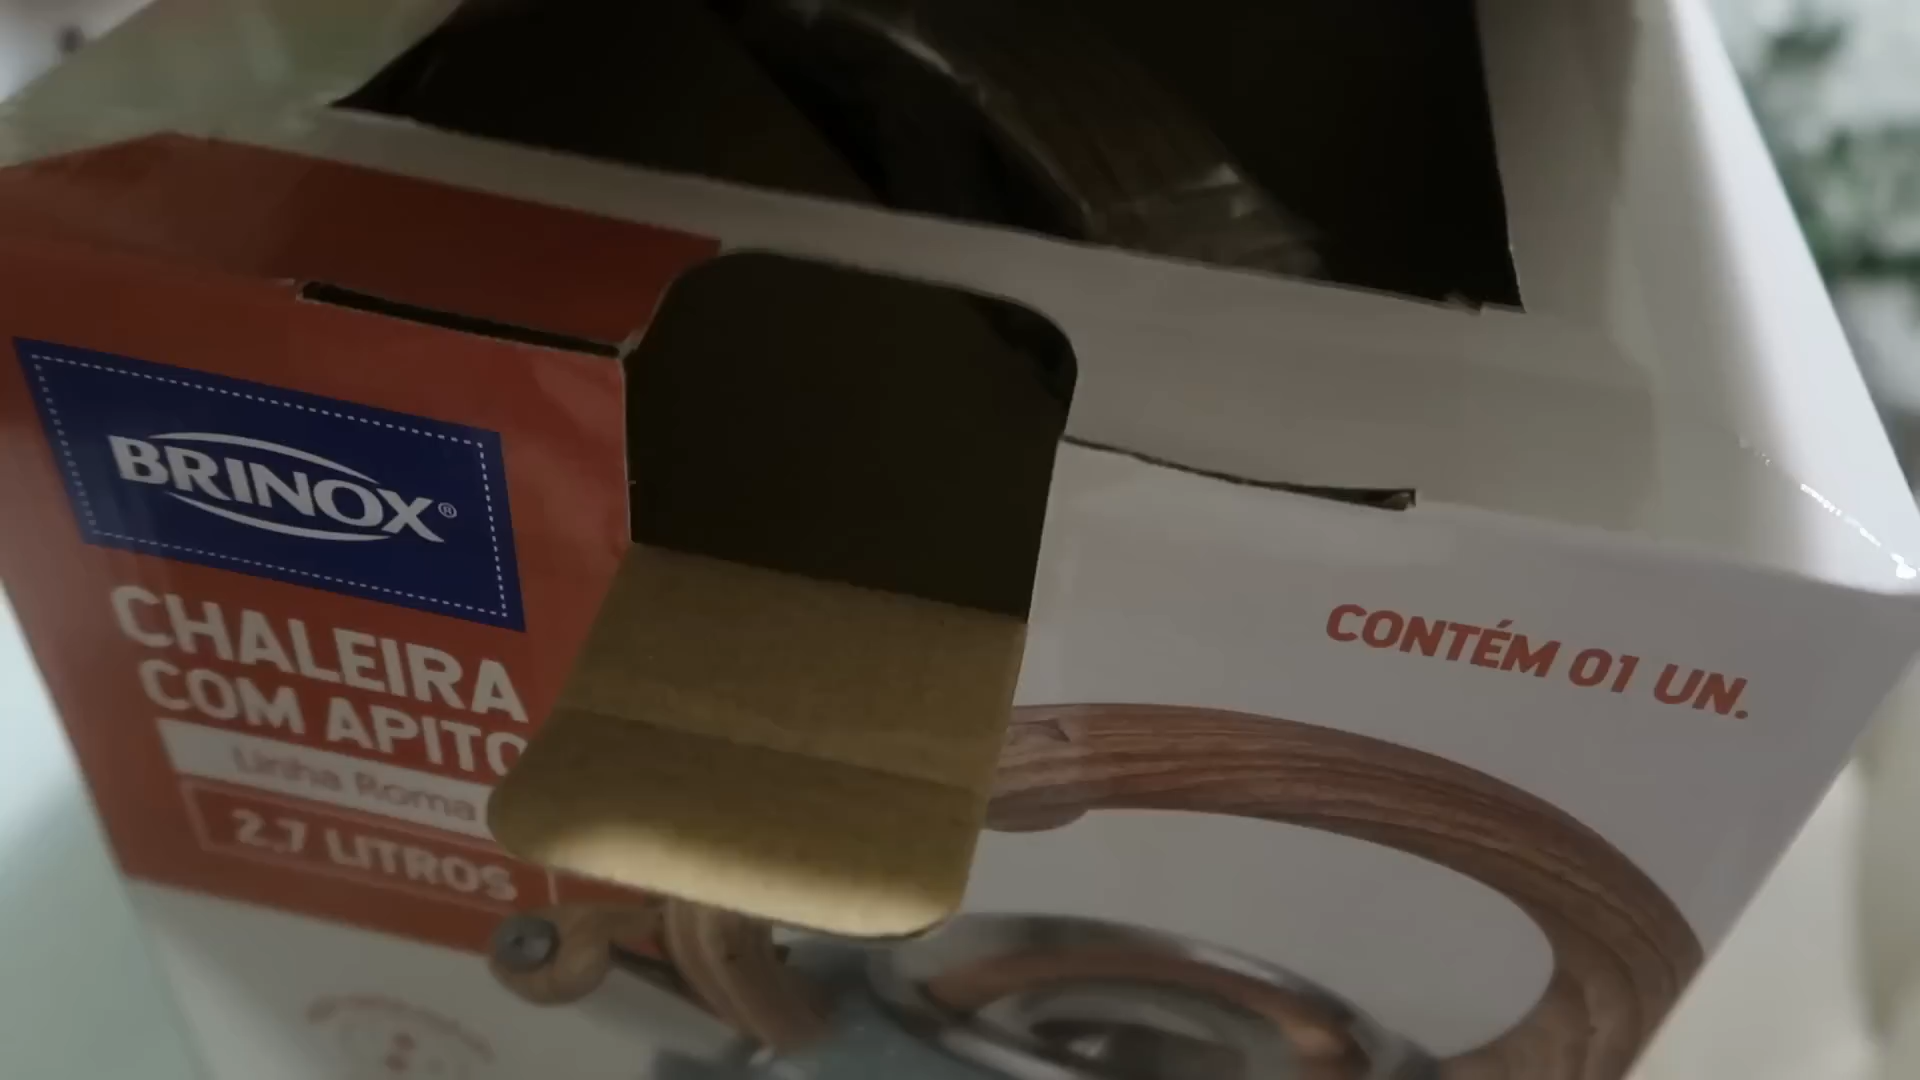 BRINOX®
CHALEIRA
COM APITO
Linha Roma
2,7 LITROS
CONTÉM 01 UN.